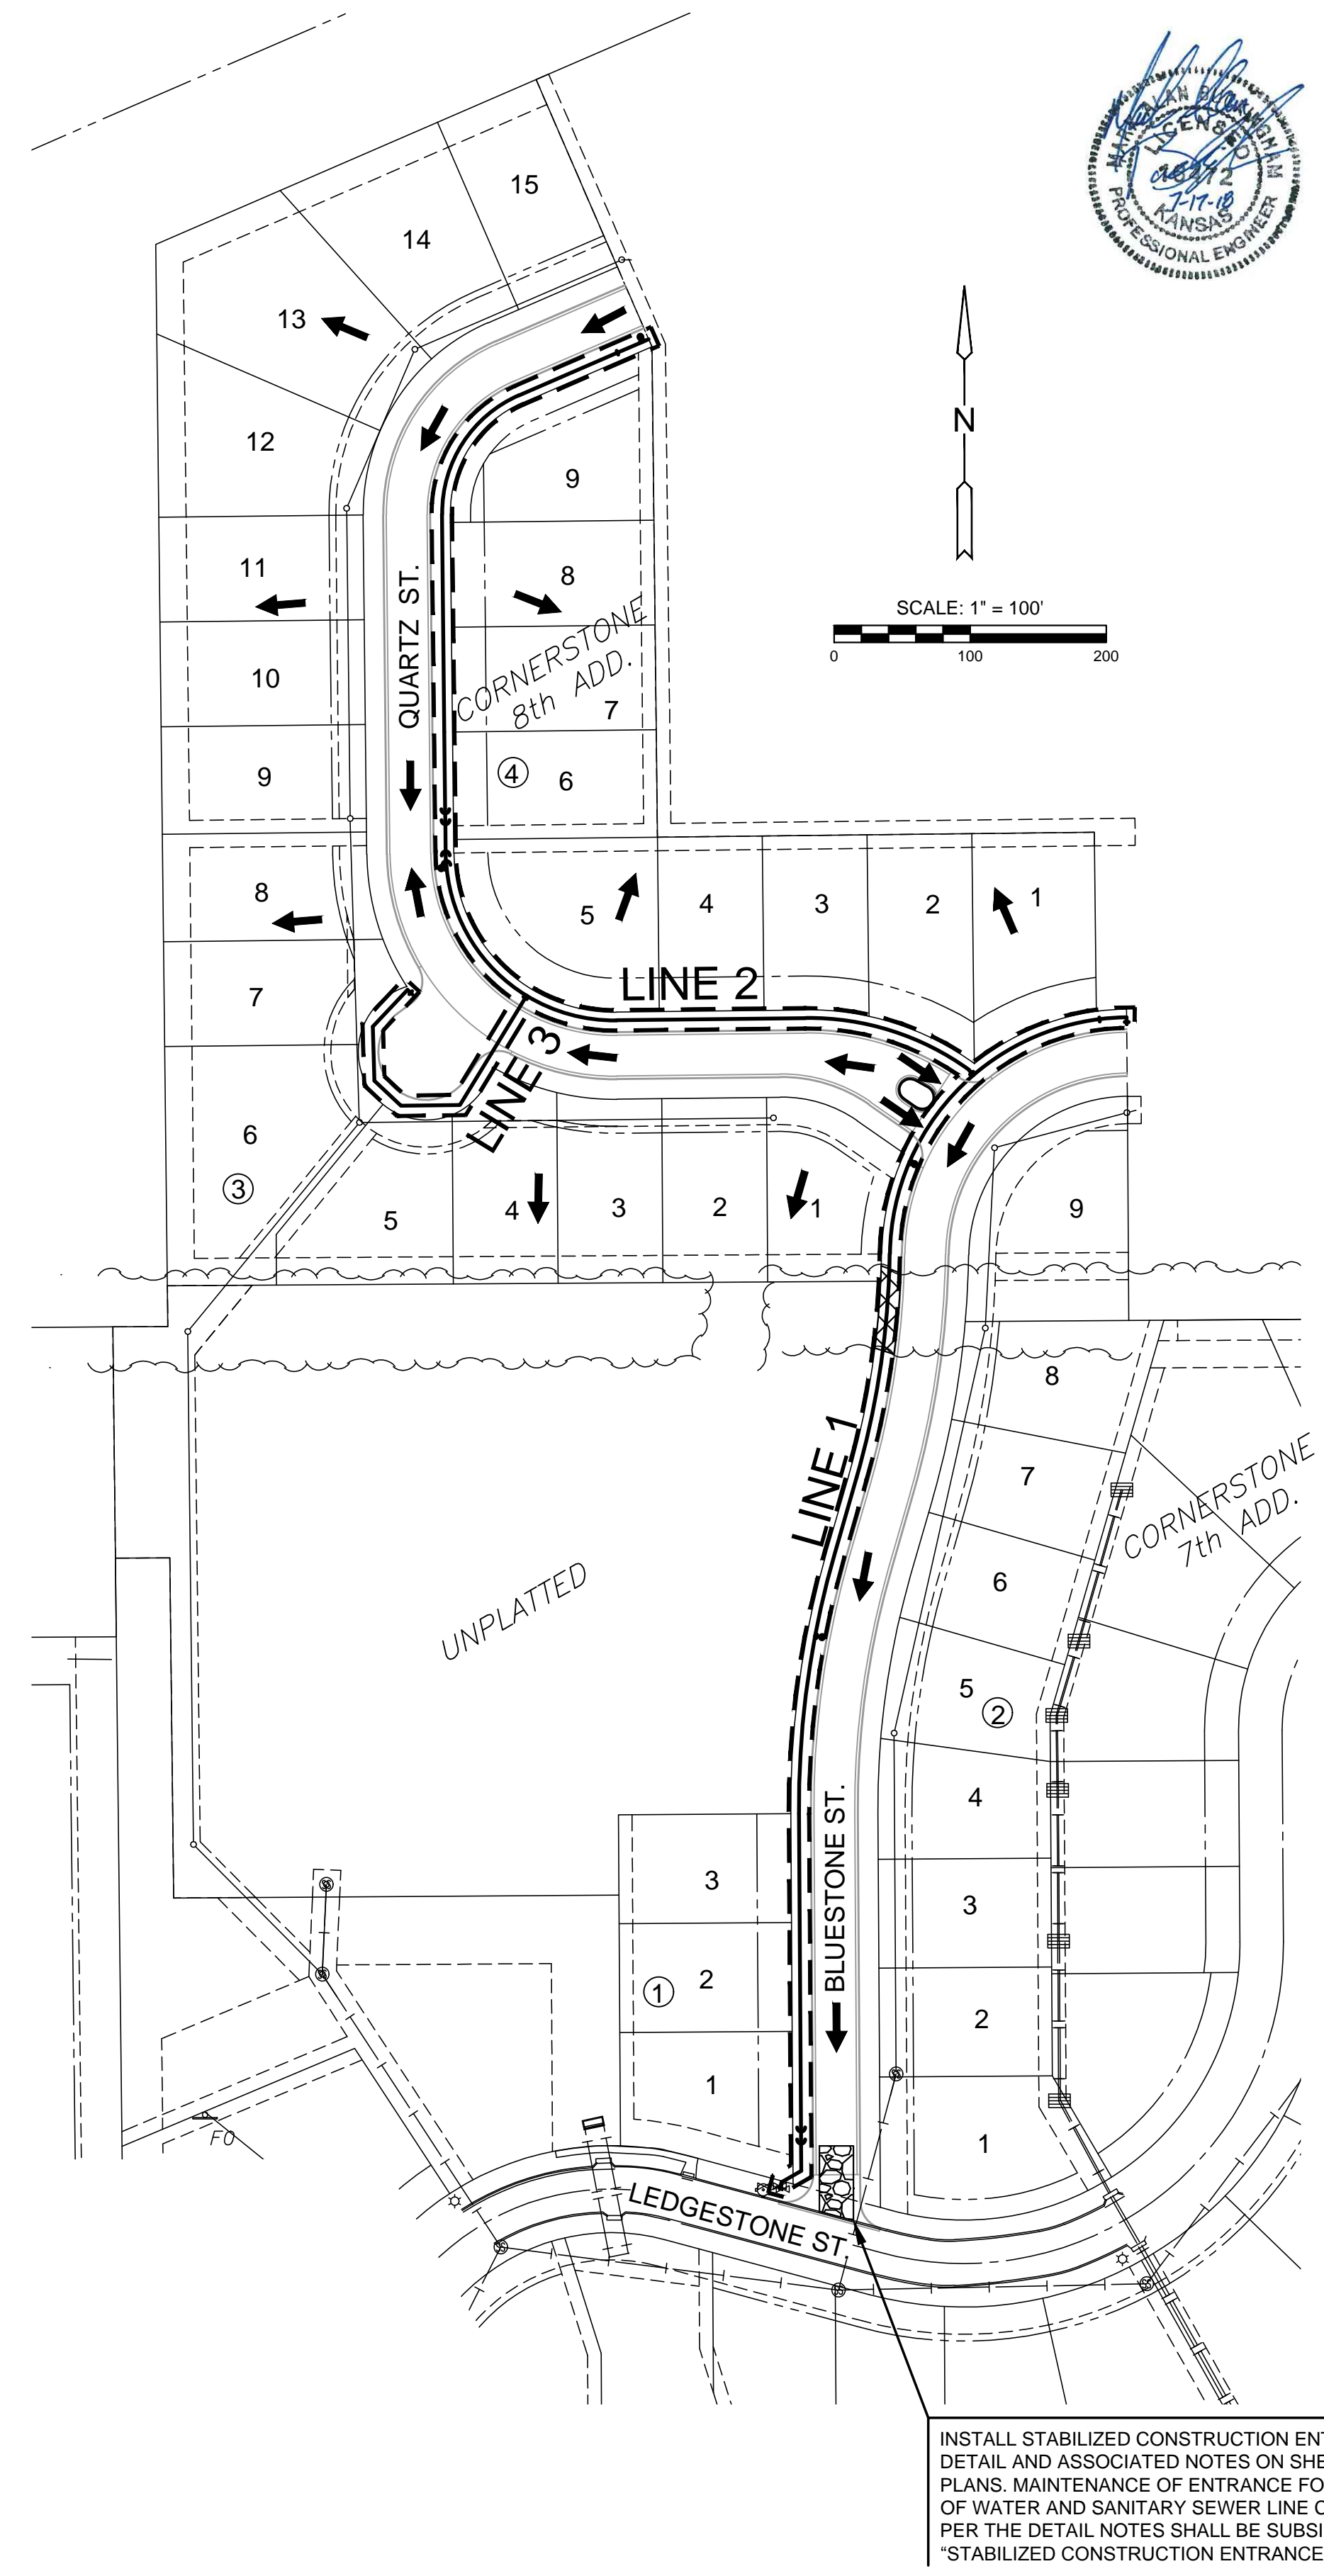 MARK ALAN BUCKINGHAM
LICENSED
7-17-18
KANSAS
PROFESSIONAL ENGINEER
15
14
13
12
N
9
SCALE: 1" = 100'
0 100 200
11
8
QUARTZ ST.
CORNERSTONE
8th ADD.
10
7
9
4
6
8
5
4
3
2
1
LINE 2
7
LINE 3
6
3
5
4
3
2
1
9
8
LINE 1
7
CORNERSTONE
7th ADD.
6
UNPLATTED
5
2
4
BLUESTONE ST.
3
3
1
2
2
1
1
FO
LEDGESTONE ST.
INSTALL STABILIZED CONSTRUCTION ENT
DETAIL AND ASSOCIATED NOTES ON SHE
PLANS. MAINTENANCE OF ENTRANCE FO
OF WATER AND SANITARY SEWER LINE C
PER THE DETAIL NOTES SHALL BE SUBSI
“STABILIZED CONSTRUCTION ENTRANCE